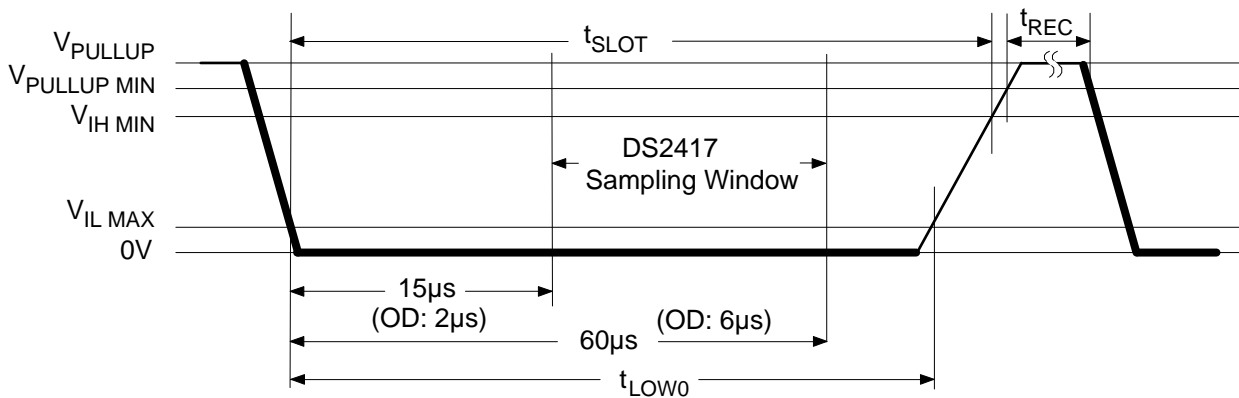 tSLOT
tREC
VPULLUP
VPULLUP MIN
VIH MIN
DS2417
Sampling Window
VIL MAX
0V
15µs
(OD: 2µs)
(OD: 6µs)
60µs
tLOW0